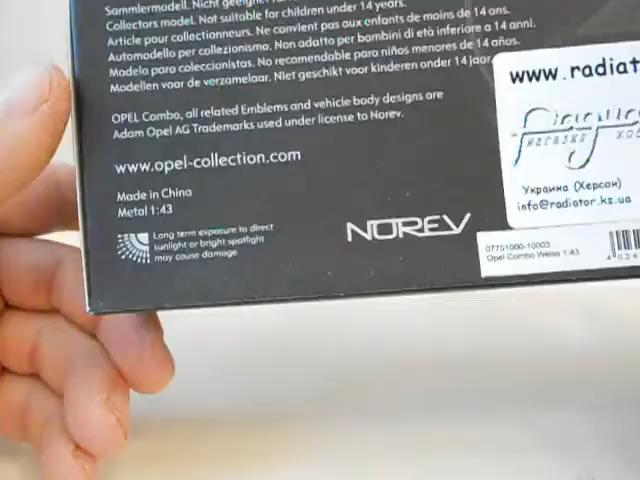 Sammlermodell. Nicht geeignet
Collectors model. Not suitable for children under 14 years.
Article pour collectionneurs. Ne convient pas aux enfants de moins de 14 ans.
Automodello per collezionismo. Non adatto per bambini di età inferiore a 14 anni.
Modelo para coleccionistas. No recomendable para niños menores de 14 años.
Modellen voor de verzamelaar. Niet geschikt voor kinderen onder 14 jaar.
OPEL Combo, all related Emblems and vehicle body designs are
Adam Opel AG Trademarks used under license to Norev.
www.opel-collection.com
Made in China
Metal 1:43
Long term exposure to direct
sunlight or bright spotlight
may cause damage
NOREV
www.radiat
магазин
хоб
Украина (Херсон)
info@radiator.ks.ua
07751000-10003
Opel Combo Weiss 1:43
4 024